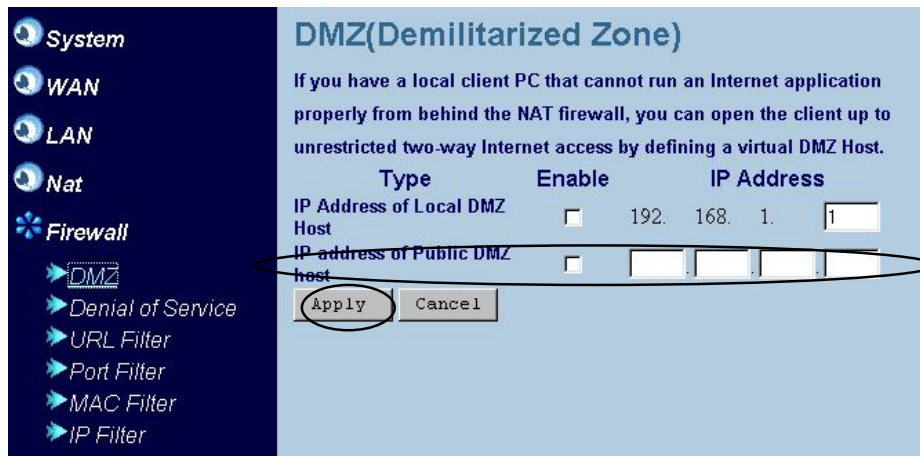 System
WAN
LAN
Nat
Firewall
DMZ
Denial of Service
URL Filter
Port Filter
MAC Filter
IP Filter
DMZ(Demilitarized Zone)
If you have a local client PC that cannot run an Internet application
properly from behind the NAT firewall, you can open the client up to
unrestricted two-way Internet access by defining a virtual DMZ Host.
Type Enable IP Address
IP Address of Local DMZ
Host
192. 168. 1. 1
IP address of Public DMZ
host
. . .
Apply Cancel